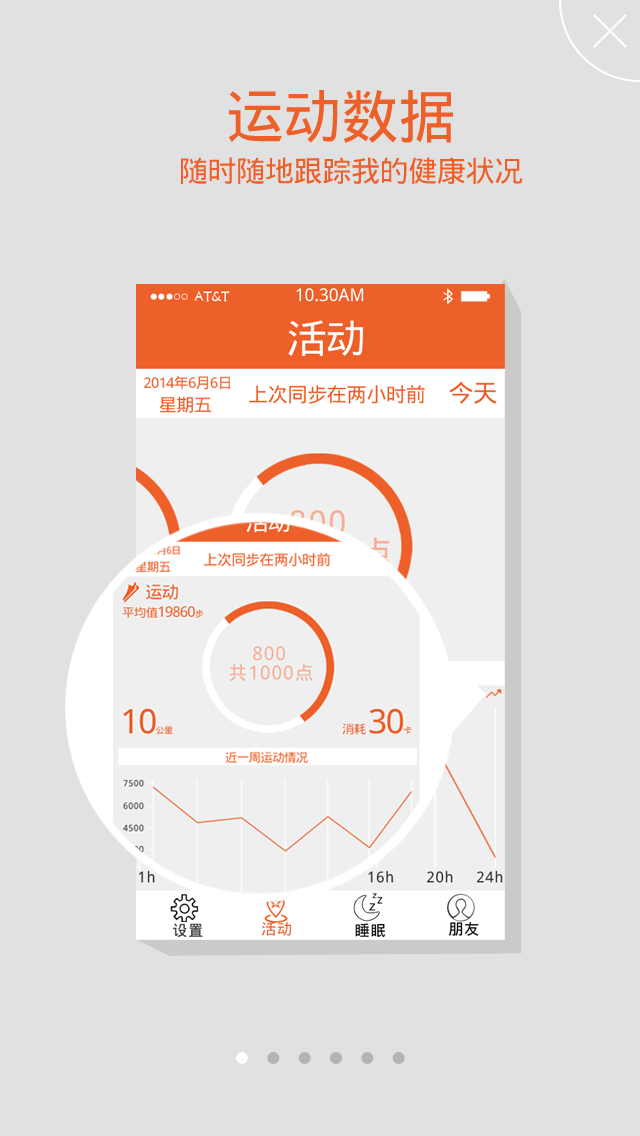 运动数据
随时随地跟踪我的健康状况
AT&T 10.30AM
活动
2014年6月6日
星期五
上次同步在两小时前
今天
800
点
活动
月6日
星期五
上次同步在两小时前
运动
平均值19860步
800
共1000点
10公里
消耗30卡
近一周运动情况
7500
6000
4500
1h 16h 20h 24h
设置 活动 睡眠 朋友